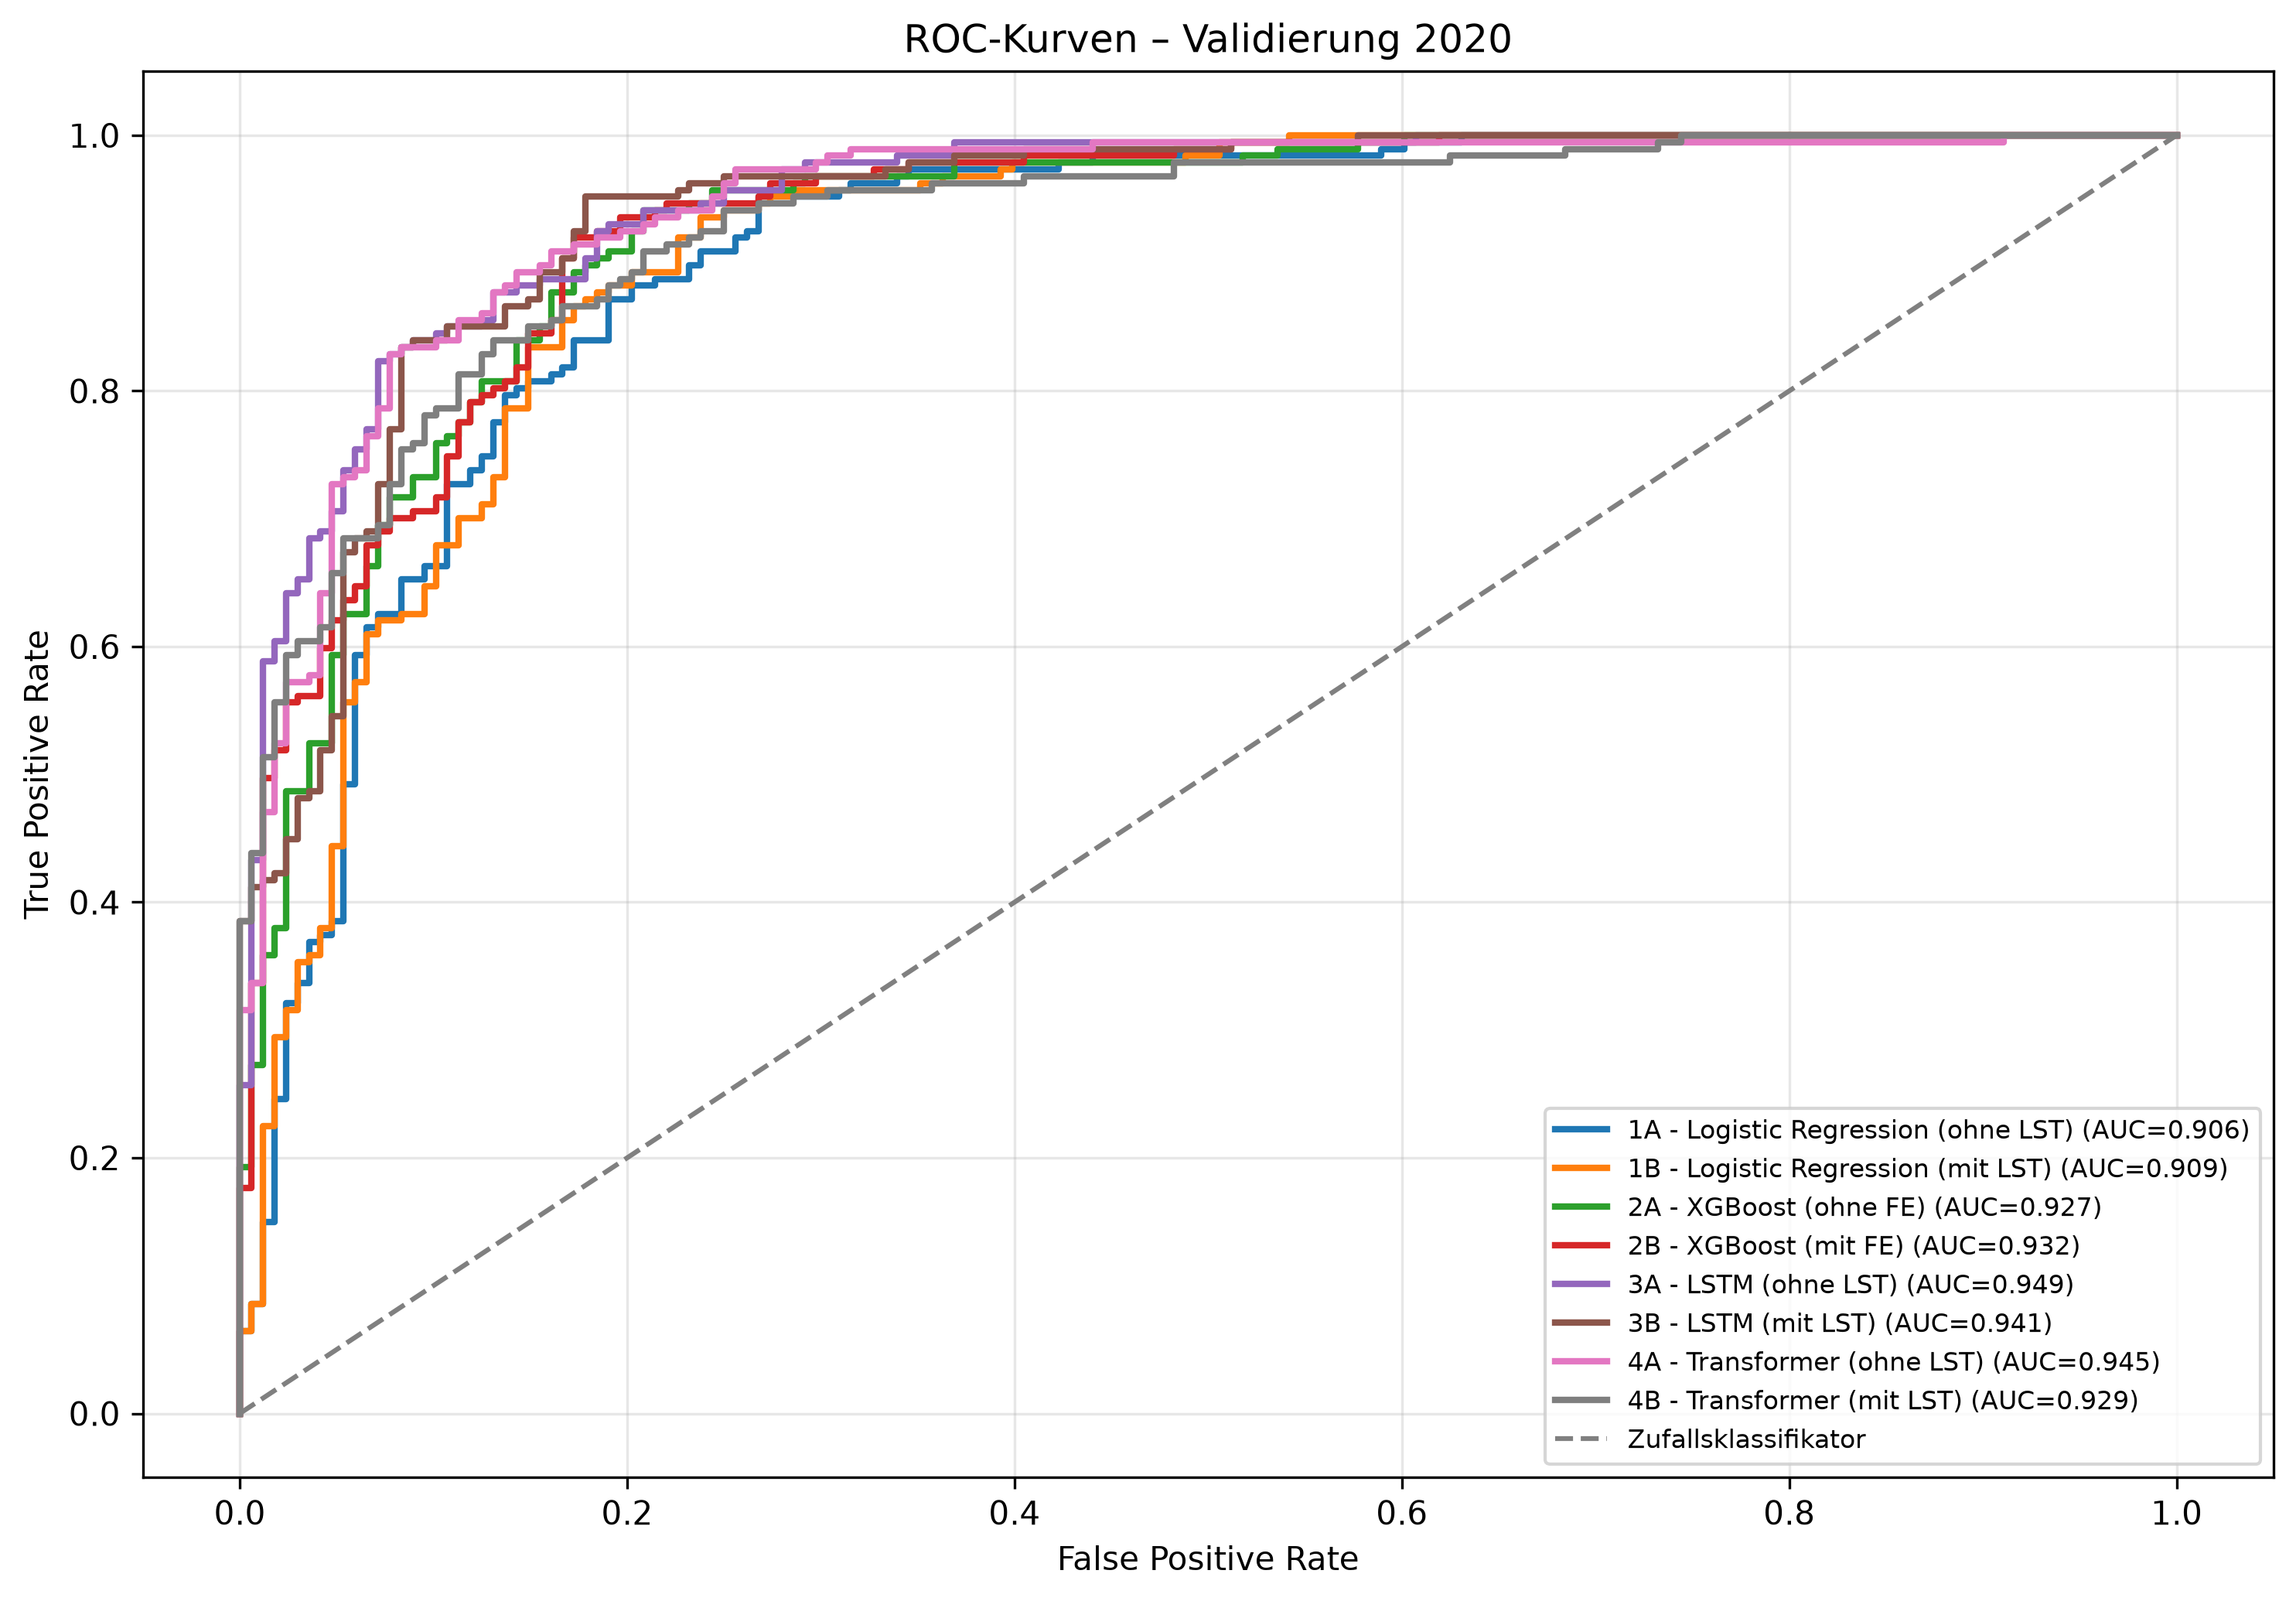 ROC-Kurven – Validierung 2020
True Positive Rate
1.0
0.8
0.6
0.4
0.2
0.0
1A - Logistic Regression (ohne LST) (AUC=0.906)
1B - Logistic Regression (mit LST) (AUC=0.909)
2A - XGBoost (ohne FE) (AUC=0.927)
2B - XGBoost (mit FE) (AUC=0.932)
3A - LSTM (ohne LST) (AUC=0.949)
3B - LSTM (mit LST) (AUC=0.941)
4A - Transformer (ohne LST) (AUC=0.945)
4B - Transformer (mit LST) (AUC=0.929)
Zufallsklassifikator
0.0 0.2 0.4 0.6 0.8 1.0
False Positive Rate